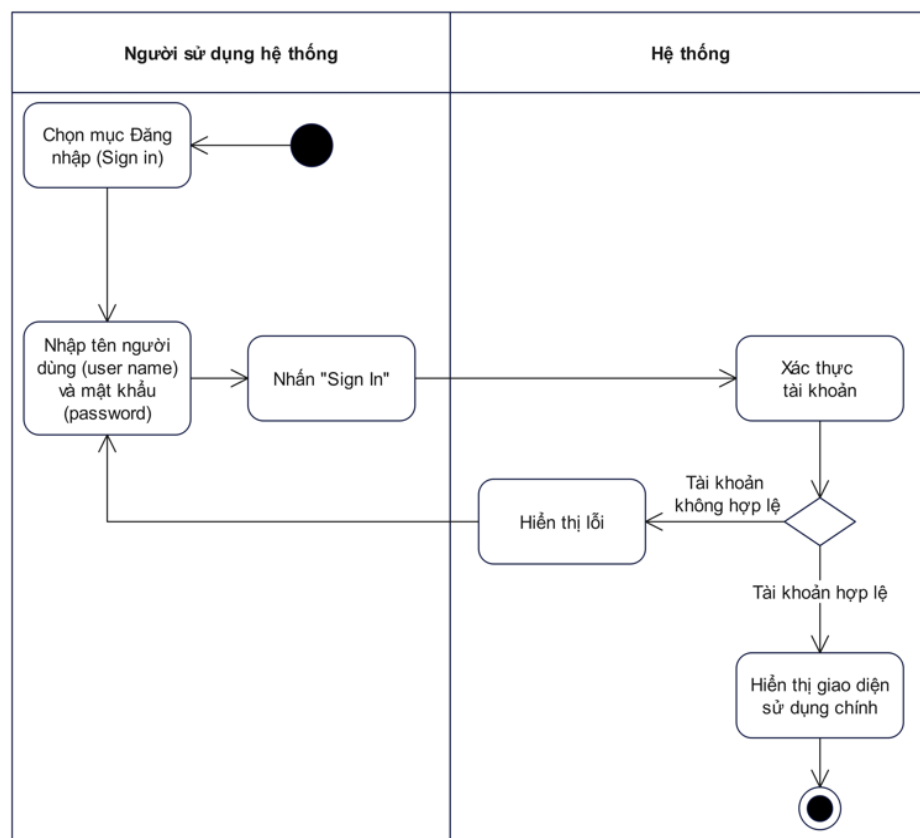 Người sử dụng hệ thống
Hệ thống
Chọn mục Đăng
nhập (Sign in)
Nhập tên người
dùng (user name)
và mật khẩu
(password)
Nhấn "Sign In"
Xác thực
tài khoản
Tài khoản
không hợp lệ
Hiển thị lỗi
Tài khoản hợp lệ
Hiển thị giao diện
sử dụng chính